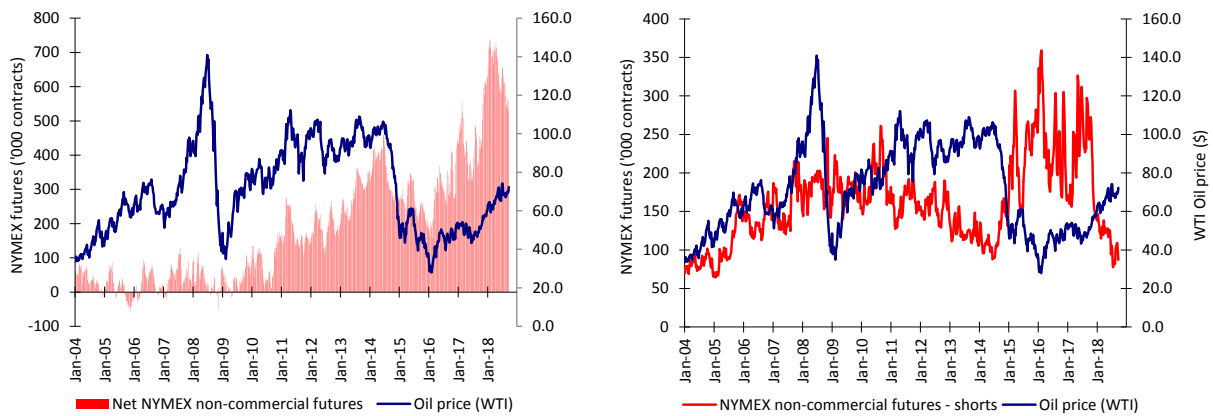 NYMEX futures ('000 contracts)
800
700
600
500
400
300
200
100
0
-100
160.0
140.0
120.0
100.0
80.0
60.0
40.0
20.0
0.0
Jan-04
Jan-05
Jan-06
Jan-07
Jan-08
Jan-09
Jan-10
Jan-11
Jan-12
Jan-13
Jan-14
Jan-15
Jan-16
Jan-17
Jan-18
Net NYMEX non-commercial futures
Oil price (WTI)
NYMEX futures ('000 contracts)
400
350
300
250
200
150
100
50
0
160.0
140.0
120.0
100.0
80.0
60.0
40.0
20.0
0.0
WTI Oil price ($)
Jan-04
Jan-05
Jan-06
Jan-07
Jan-08
Jan-09
Jan-10
Jan-11
Jan-12
Jan-13
Jan-14
Jan-15
Jan-16
Jan-17
Jan-18
NYMEX non-commercial futures - shorts
Oil price (WTI)